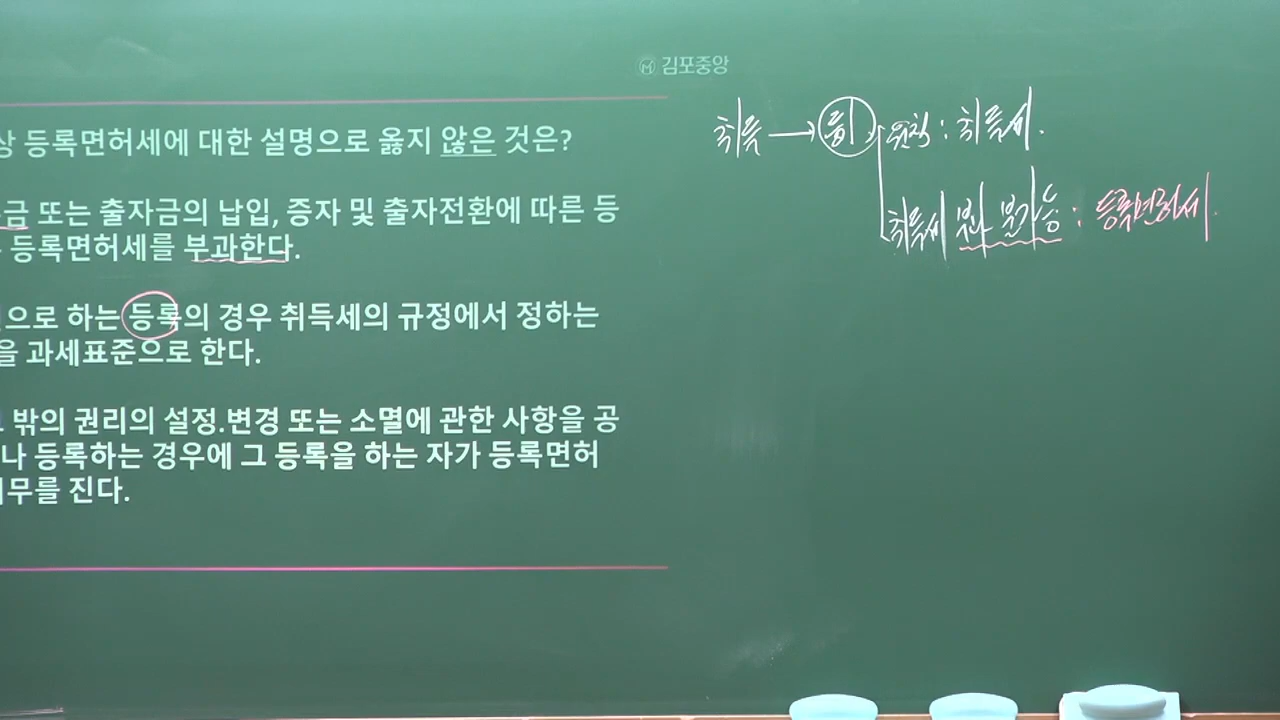 김포중앙
상 등록면허세에 대한 설명으로 옳지 않은 것은?
금 또는 출자금의 납입, 증자 및 출자전환에 따른 등
등록면허세를 부과한다.
으로 하는 등록의 경우 취득세의 규정에서 정하는
을 과세표준으로 한다.
밖의 권리의 설정.변경 또는 소멸에 관한 사항을 공
나 등록하는 경우에 그 등록을 하는 자가 등록면허
무를 진다.
취득 → 등기 원칙 : 취득세.
취득세 부과 불가능 : 등록면허세.